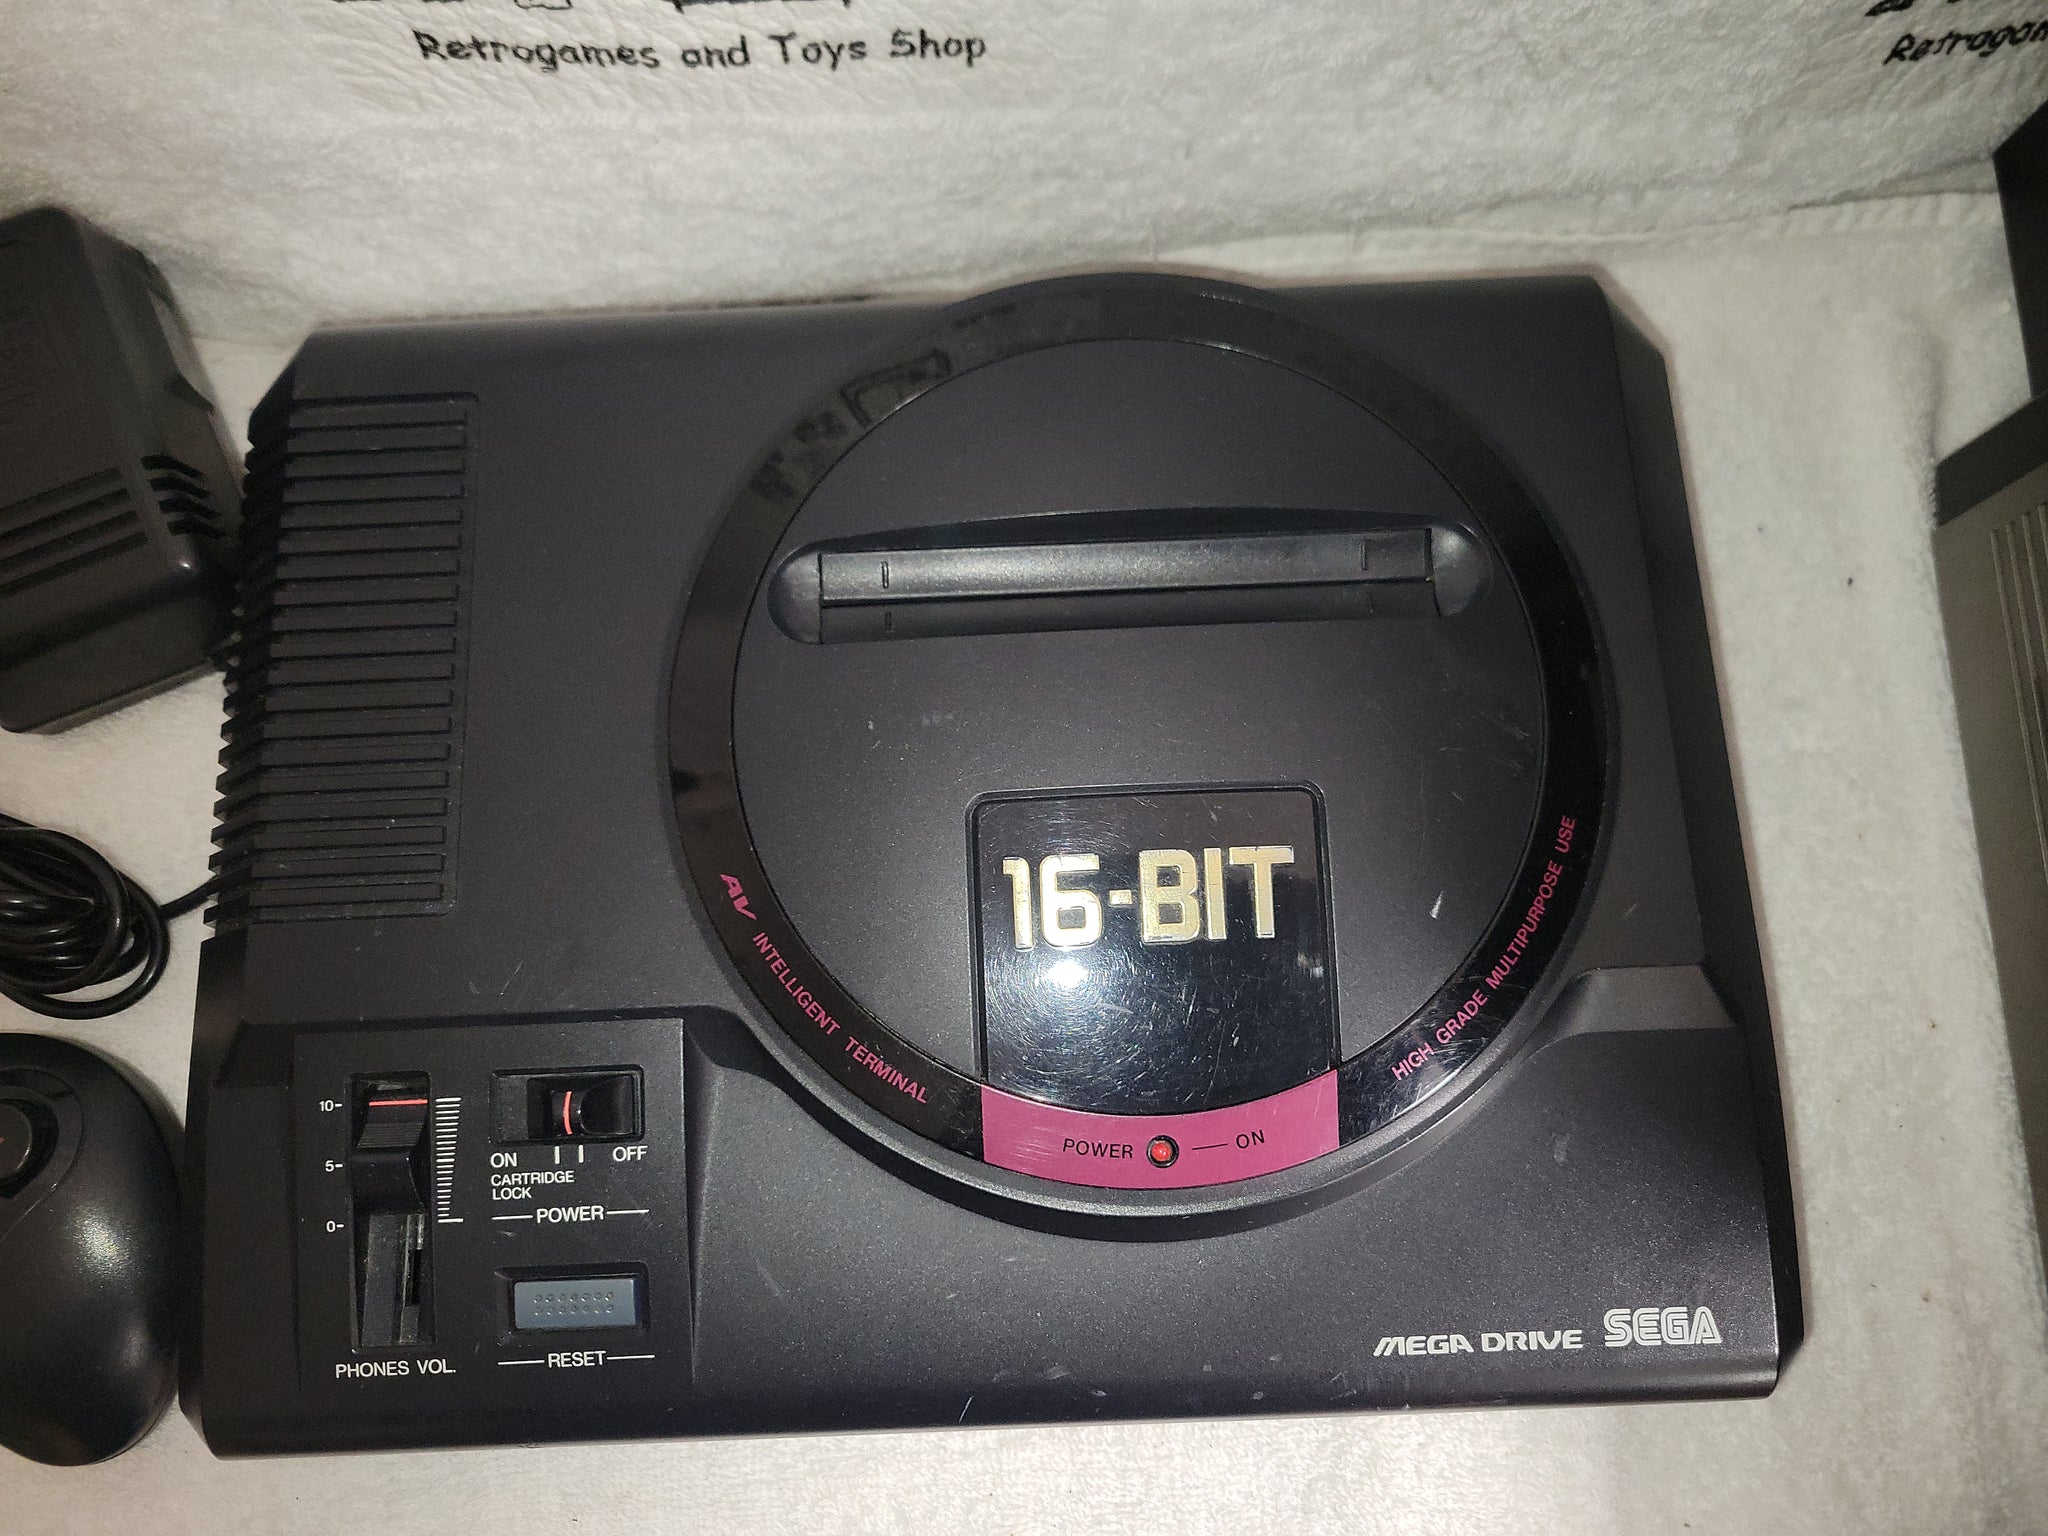 Retrogames and Toys Shop
Retrogam
16-BIT
AV INTELLIGENT TERMINAL
HIGH GRADE MULTIPURPOSE USE
POWER ON
10-
5-
0-
PHONES VOL.
ON OFF
CARTRIDGE
LOCK
POWER
RESET
MEGA DRIVE SEGA